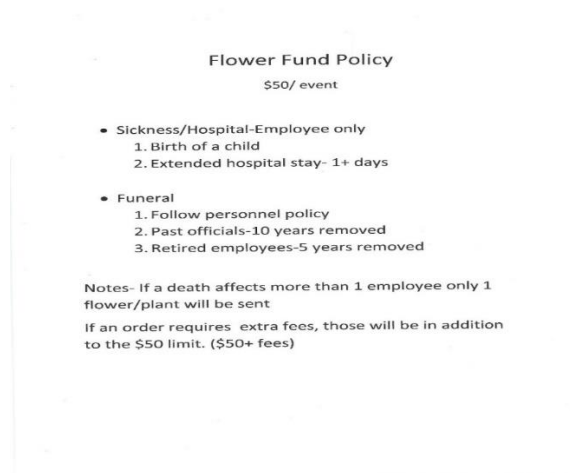 Flower Fund Policy
$50/ event
• Sickness/Hospital-Employee only
1. Birth of a child
2. Extended hospital stay- 1+ days
• Funeral
1. Follow personnel policy
2. Past officials-10 years removed
3. Retired employees-5 years removed
Notes- If a death affects more than 1 employee only 1
flower/plant will be sent
If an order requires  extra fees, those will be in addition
to the $50 limit. ($50+ fees)